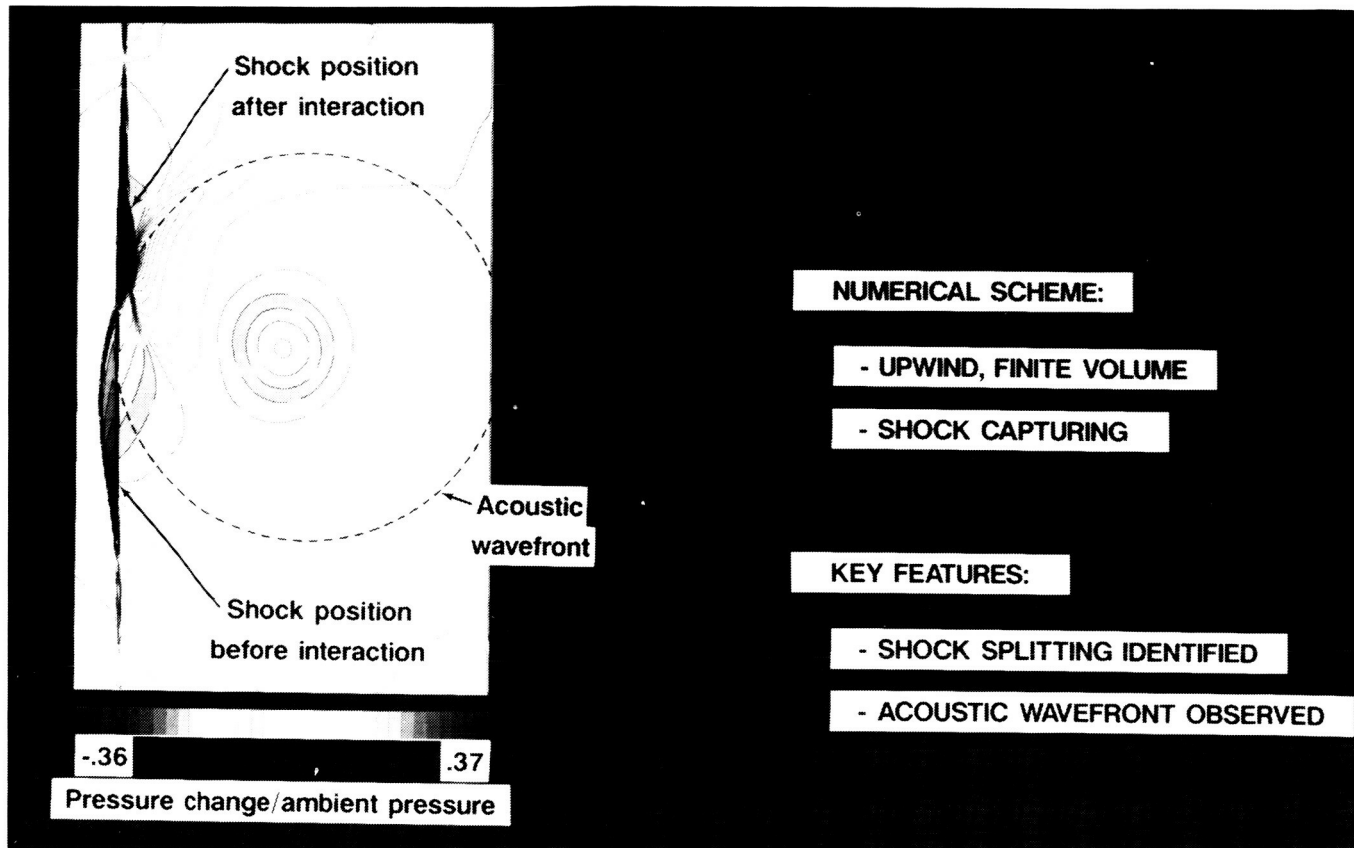 Shock position
after interaction
Acoustic
wavefront
Shock position
before interaction
-.36
.37
Pressure change/ambient pressure
NUMERICAL SCHEME:
- UPWIND, FINITE VOLUME
- SHOCK CAPTURING
KEY FEATURES:
- SHOCK SPLITTING IDENTIFIED
- ACOUSTIC WAVEFRONT OBSERVED